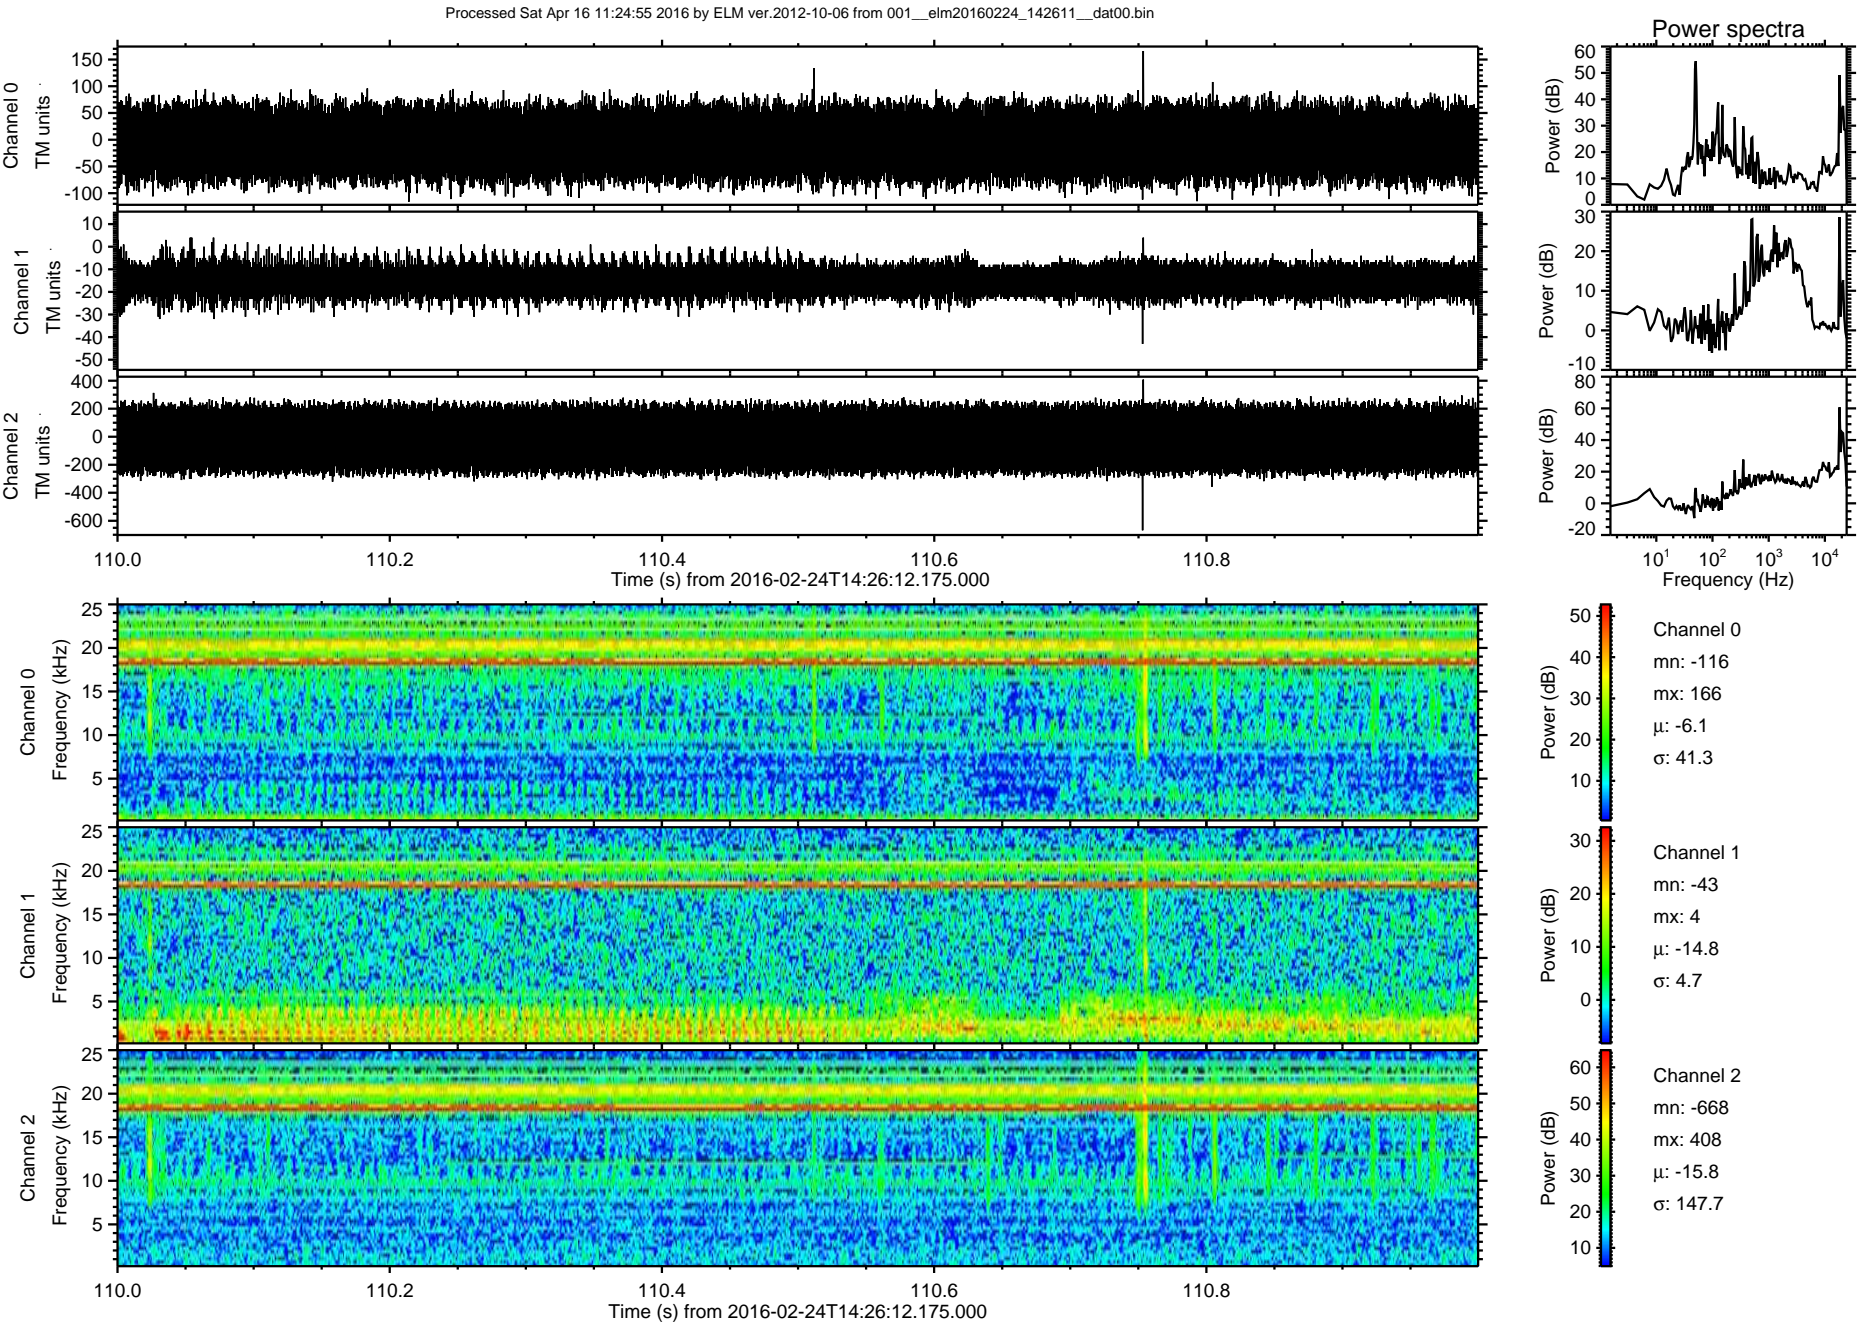 Processed Sat Apr 16 11:24:55 2016 by ELM ver.2012-10-06 from 001__elm20160224_142611__dat00.bin
Power spectra
Channel 0
TM units
150
100
50
0
-50
-100
Power (dB)
60
50
40
30
20
10
0
Channel 1
TM units
10
0
-10
-20
-30
-40
-50
Power (dB)
30
20
10
0
-10
Channel 2
TM units
400
200
0
-200
-400
-600
Power (dB)
80
60
40
20
0
-20
110.0 110.2 110.4 110.6 110.8
Time (s) from 2016-02-24T14:26:12.175.000
10¹ 10² 10³ 10⁴
Frequency (Hz)
Channel 0
Frequency (kHz)
25
20
15
10
5
Power (dB)
50
40
30
20
10
Channel 0
mn: -116
mx: 166
μ: -6.1
σ: 41.3
Channel 1
Frequency (kHz)
25
20
15
10
5
Power (dB)
30
20
10
0
Channel 1
mn: -43
mx: 4
μ: -14.8
σ: 4.7
Channel 2
Frequency (kHz)
25
20
15
10
5
Power (dB)
60
50
40
30
20
10
Channel 2
mn: -668
mx: 408
μ: -15.8
σ: 147.7
110.0 110.2 110.4 110.6 110.8
Time (s) from 2016-02-24T14:26:12.175.000